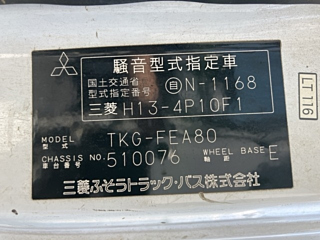 騒音型式指定車
国土交通省
型式指定番号 自N-1168
三菱 H13-4P10F1
MODEL
型式 TKG-FEA80
CHASSIS NO. 510076 WHEEL BASE E
車台番号 軸距
三菱ふそうトラック・バス株式会社
LT116